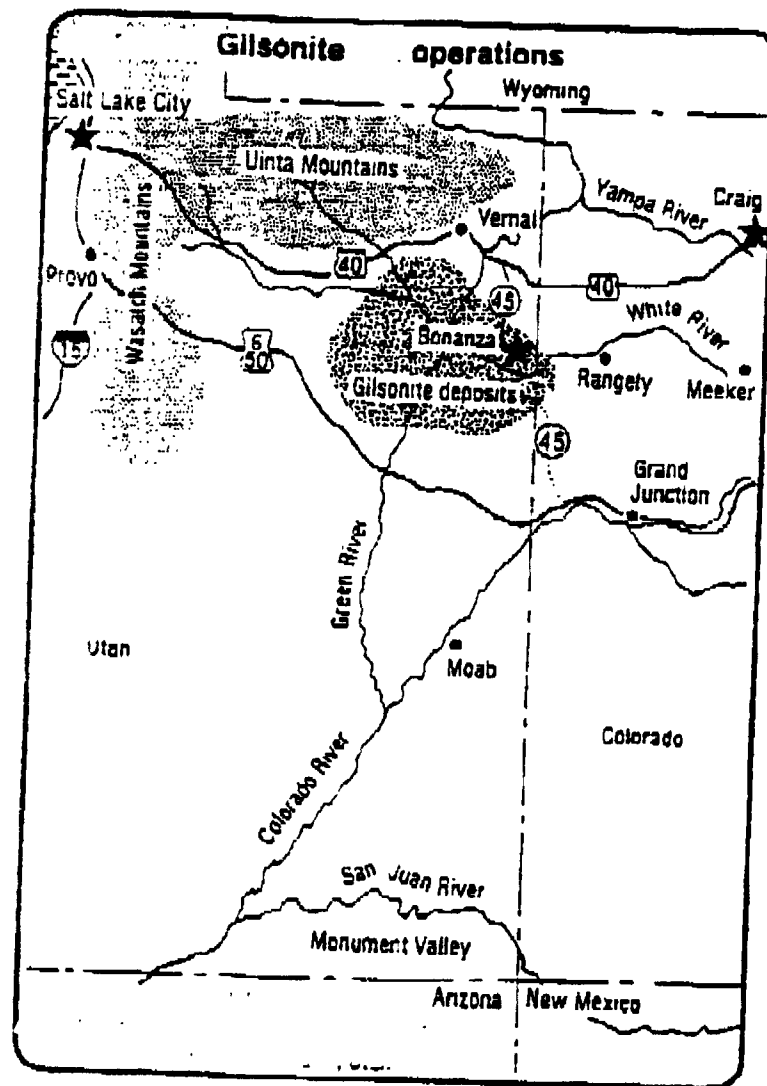 Gilsonite operations
Wyoming
Salt Lake City
Uinta Mountains
Yampa River
Craig
Vernal
Provo
Wasatch Mountains
40
45
40
White River
15
6
50
Bonanza
Rangely
Meeker
Gilsonite deposits
45
Grand
Junction
Green River
Utah
Moab
Colorado
Colorado River
San Juan River
Monument Valley
Arizona
New Mexico